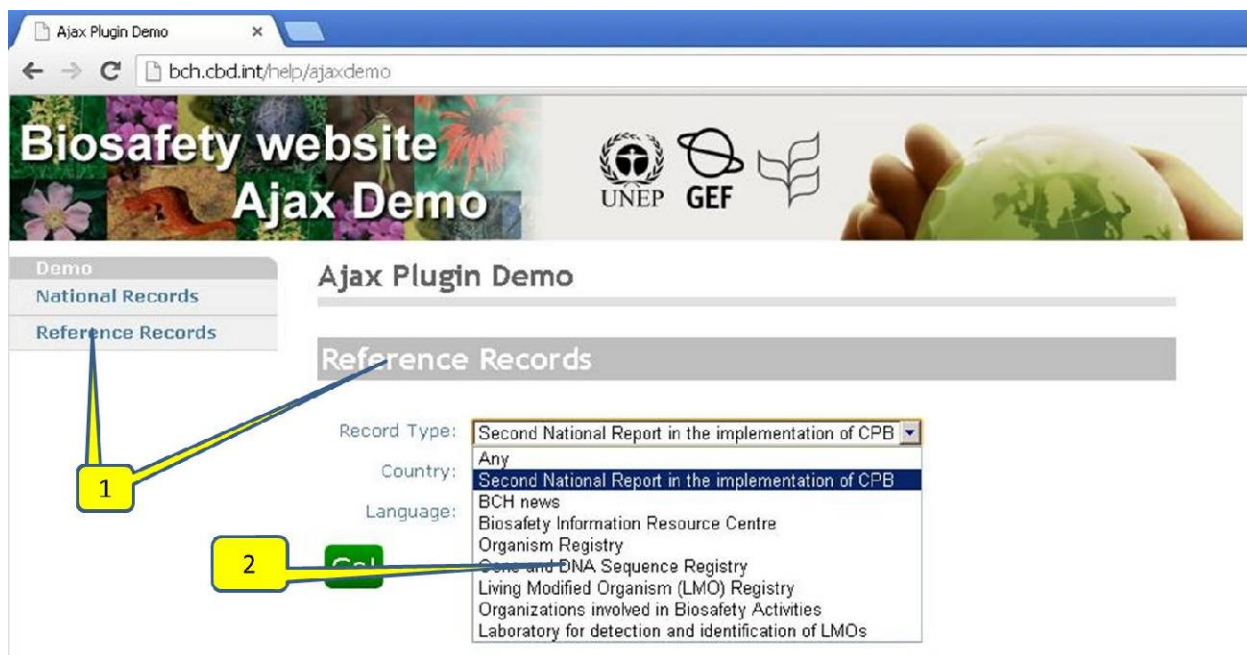 Ajax Plugin Demo
bch.cbd.int/help/ajaxdemo
Biosafety website
Ajax Demo
UNEP GEF
Demo
National Records
Reference Records
Ajax Plugin Demo
Reference Records
Record Type: Second National Report in the implementation of CPB
Any
Country:
Second National Report in the implementation of CPB
BCH news
Language:
Biosafety Information Resource Centre
Organism Registry
Go!
Gene and DNA Sequence Registry
Living Modified Organism (LMO) Registry
Organizations involved in Biosafety Activities
Laboratory for detection and identification of LMOs
1
2